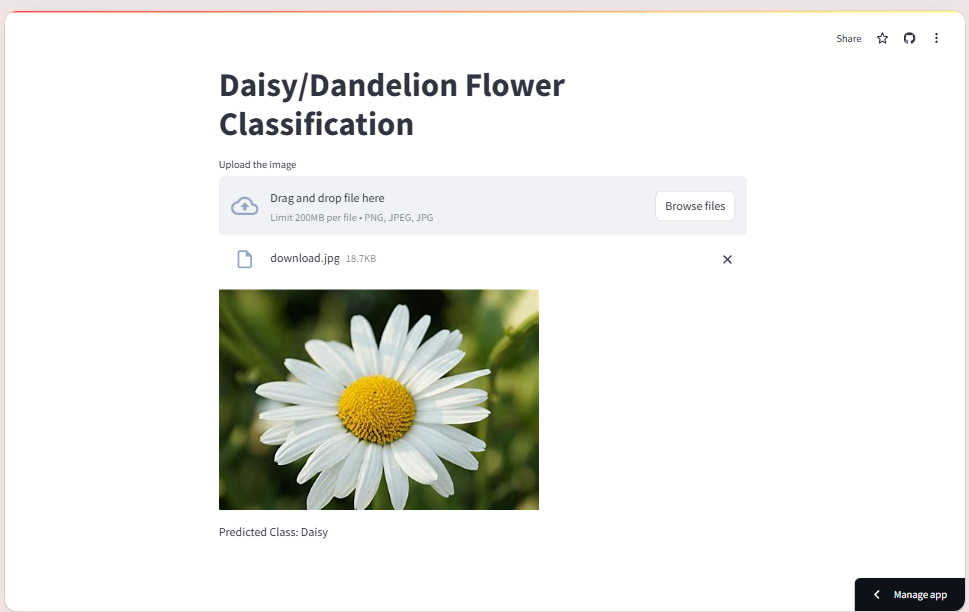 Share
Daisy/Dandelion Flower
Classification
Upload the image
Drag and drop file here
Limit 200MB per file • PNG, JPEG, JPG
Browse files
download.jpg 18.7KB
Predicted Class: Daisy
Manage app